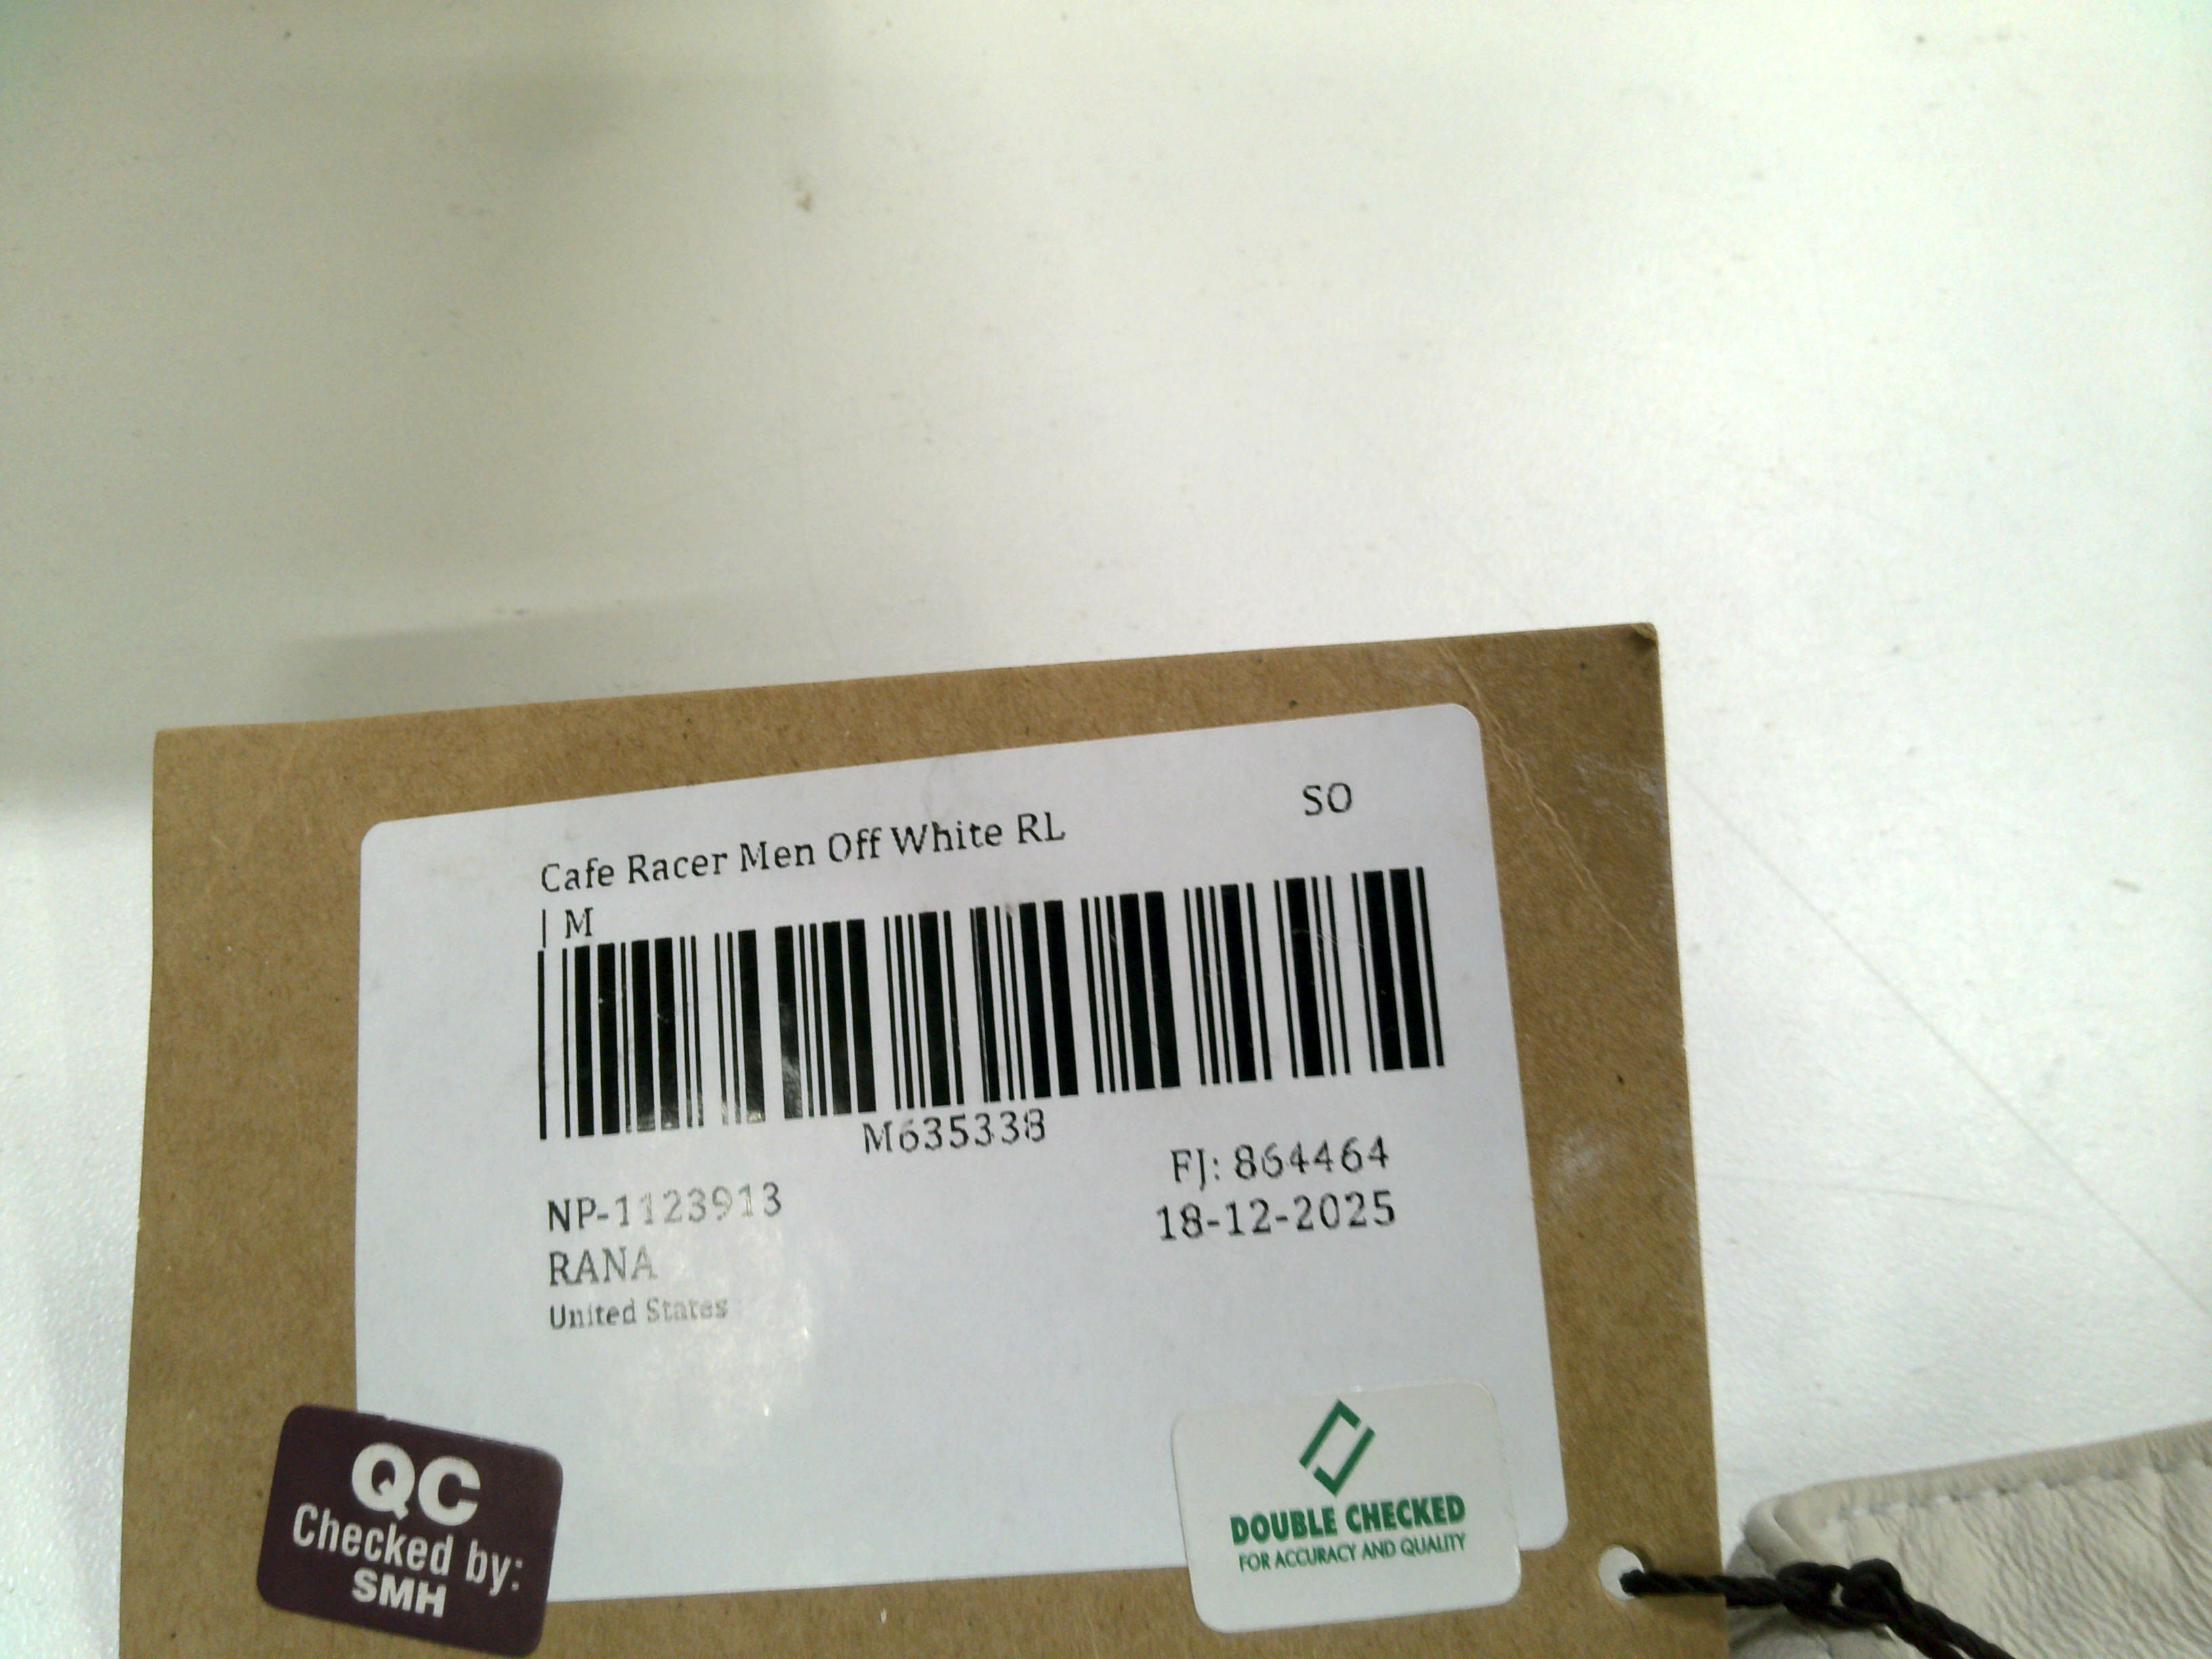 Cafe Racer Men Off White RL
SO
| M
M635338
NP-1123913
FJ: 864464
RANA
18-12-2025
United States
QC
Checked by:
SMH
DOUBLE CHECKED
FOR ACCURACY AND QUALITY